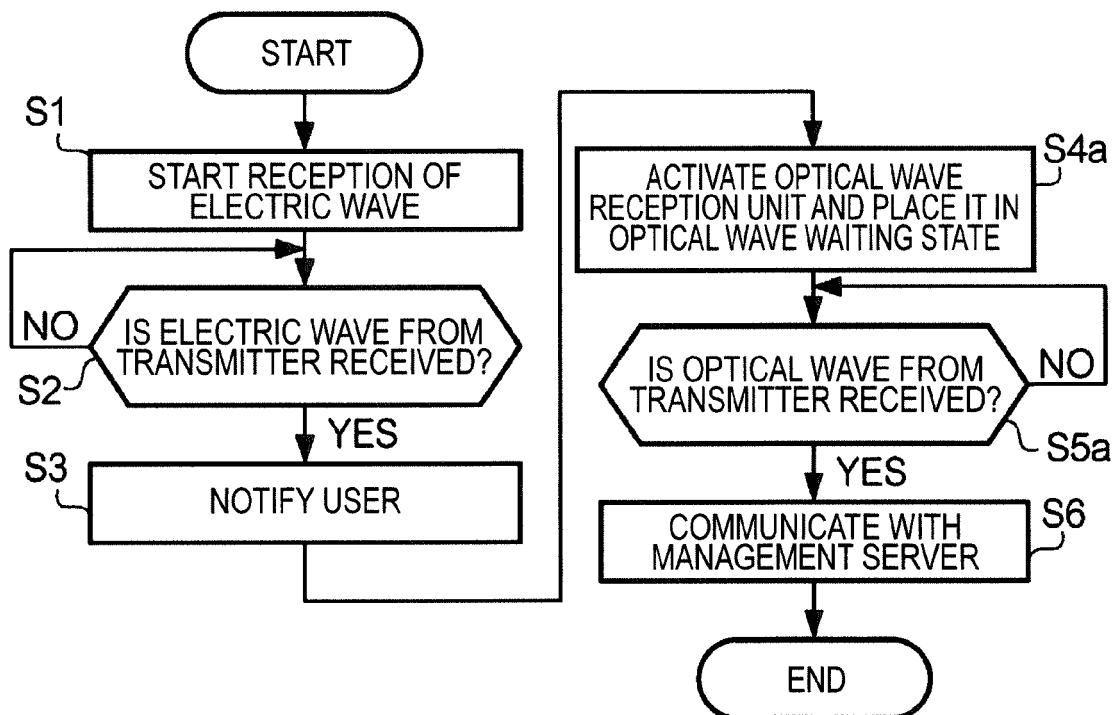 START
S1
START RECEPTION OF
ELECTRIC WAVE
NO
IS ELECTRIC WAVE FROM
TRANSMITTER RECEIVED?
S2
YES
S3
NOTIFY USER
S4a
ACTIVATE OPTICAL WAVE
RECEPTION UNIT AND PLACE IT IN
OPTICAL WAVE WAITING STATE
IS OPTICAL WAVE FROM
TRANSMITTER RECEIVED?
NO
S5a
YES
S6
COMMUNICATE WITH
MANAGEMENT SERVER
END